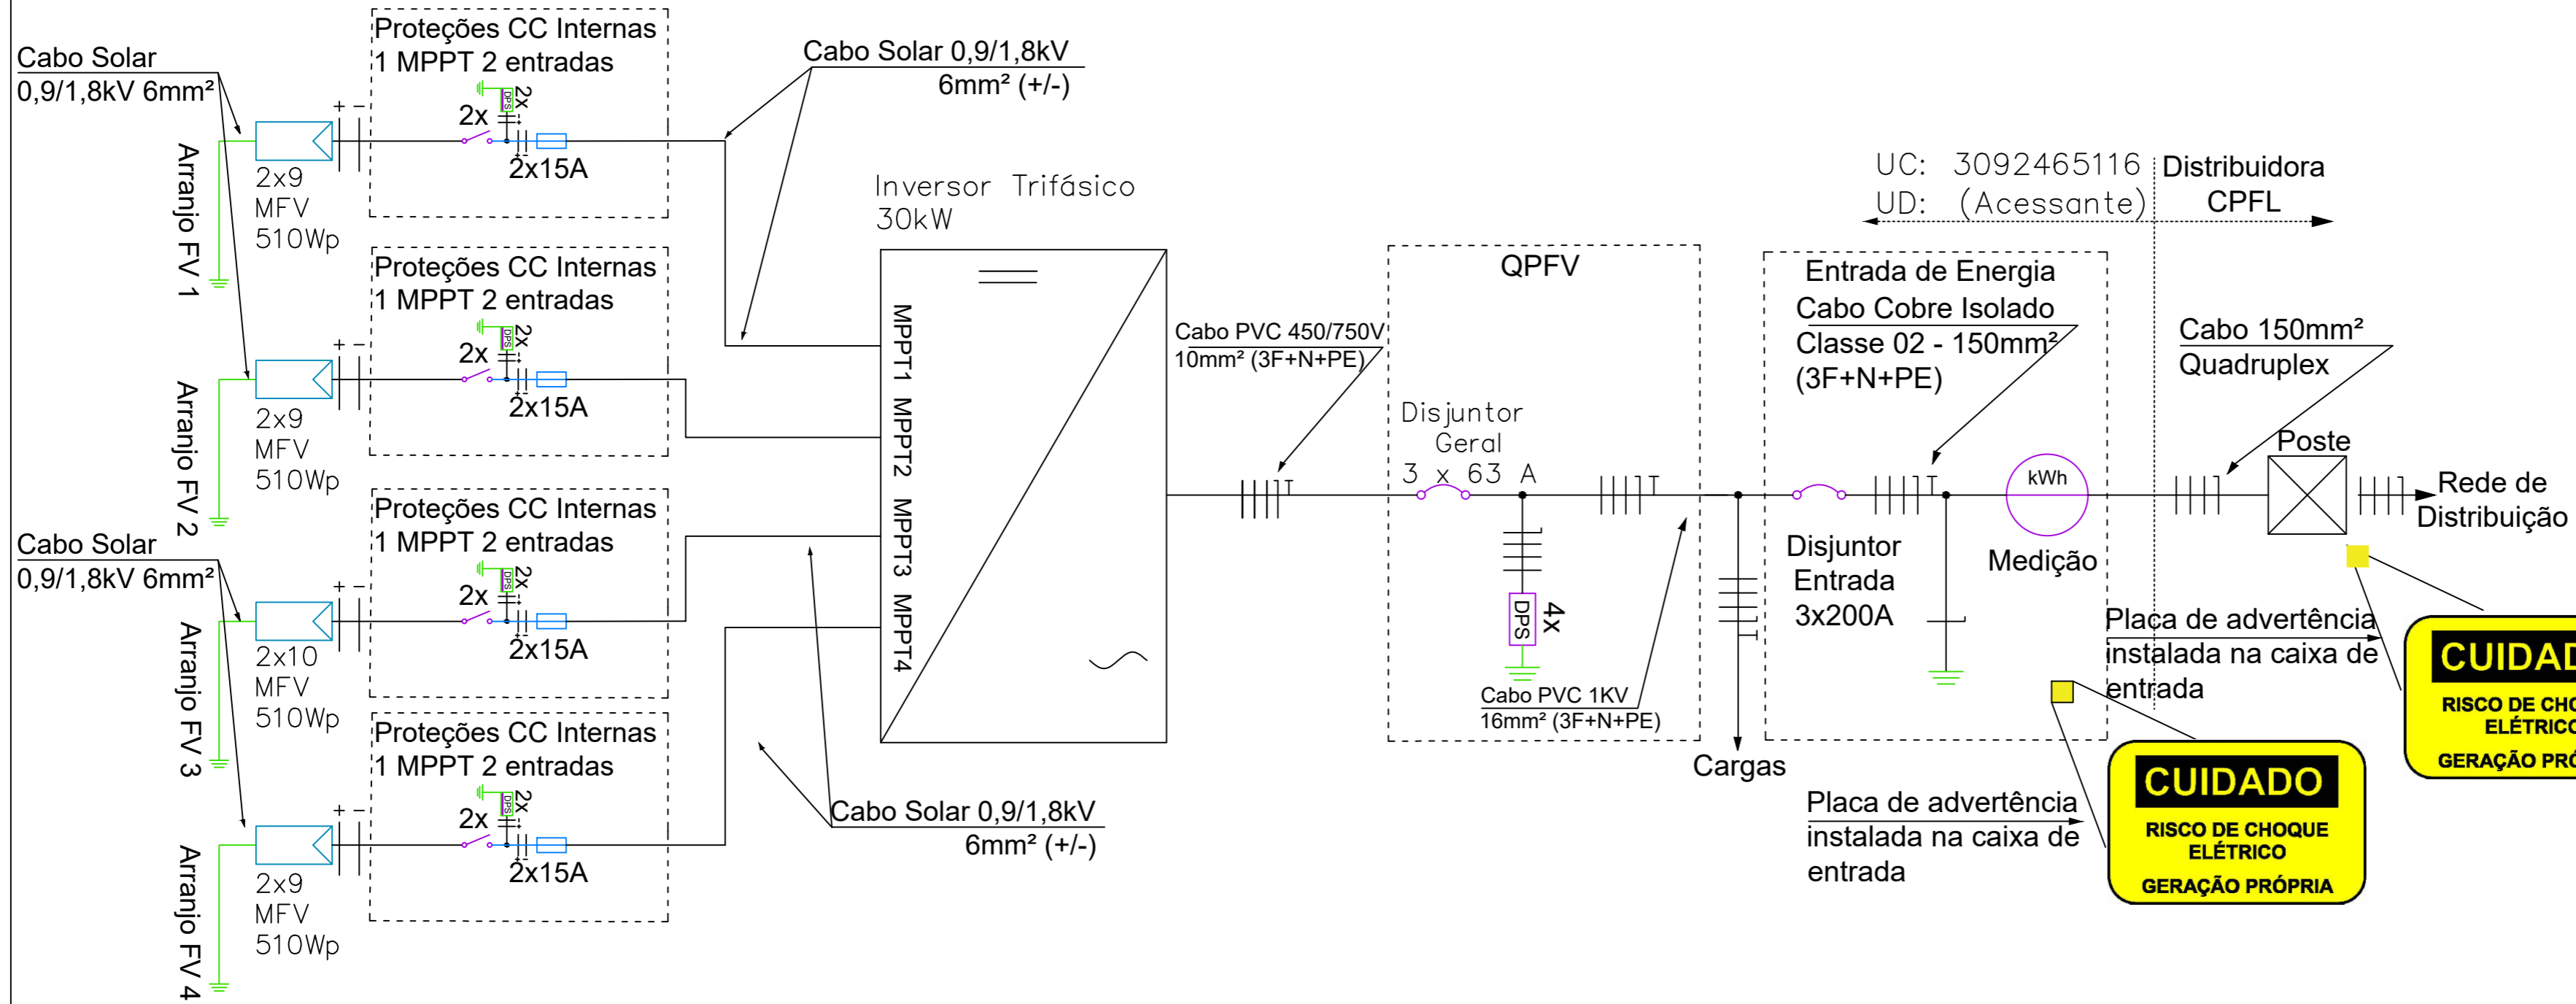 Cabo Solar
0,9/1,8kV 6mm²
Arranjo FV 1
+ -
2x9
MFV
510Wp
Proteções CC Internas
1 MPPT 2 entradas
2x
DPS
2x
+ -
2x15A
Cabo Solar 0,9/1,8kV
6mm² (+/-)
Arranjo FV 2
+ -
2x9
MFV
510Wp
Proteções CC Internas
1 MPPT 2 entradas
2x
DPS
2x
+ -
2x15A
Cabo Solar
0,9/1,8kV 6mm²
Arranjo FV 3
+ -
2x10
MFV
510Wp
Proteções CC Internas
1 MPPT 2 entradas
2x
DPS
2x
+ -
2x15A
Arranjo FV 4
+ -
2x9
MFV
510Wp
Proteções CC Internas
1 MPPT 2 entradas
2x
DPS
2x
+ -
2x15A
Cabo Solar 0,9/1,8kV
6mm² (+/-)
Inversor Trifásico
30kW
MPPT1
MPPT2
MPPT3
MPPT4
Cabo PVC 450/750V
10mm² (3F+N+PE)
QPFV
Disjuntor
Geral
3 x 63 A
DPS
4x
Cabo PVC 1KV
16mm² (3F+N+PE)
Cargas
UC: 3092465116
UD: (Acessante)
Distribuidora
CPFL
Entrada de Energia
Cabo Cobre Isolado
Classe 02 - 150mm²
(3F+N+PE)
Disjuntor
Entrada
3x200A
kWh
Medição
Cabo 150mm²
Quadruplex
Poste
Rede de
Distribuição
Placa de advertência
instalada na caixa de
entrada
CUIDAD
RISCO DE CHO
ELÉTRICO
GERAÇÃO PRÓ
Placa de advertência
instalada na caixa de
entrada
CUIDADO
RISCO DE CHOQUE
ELÉTRICO
GERAÇÃO PRÓPRIA